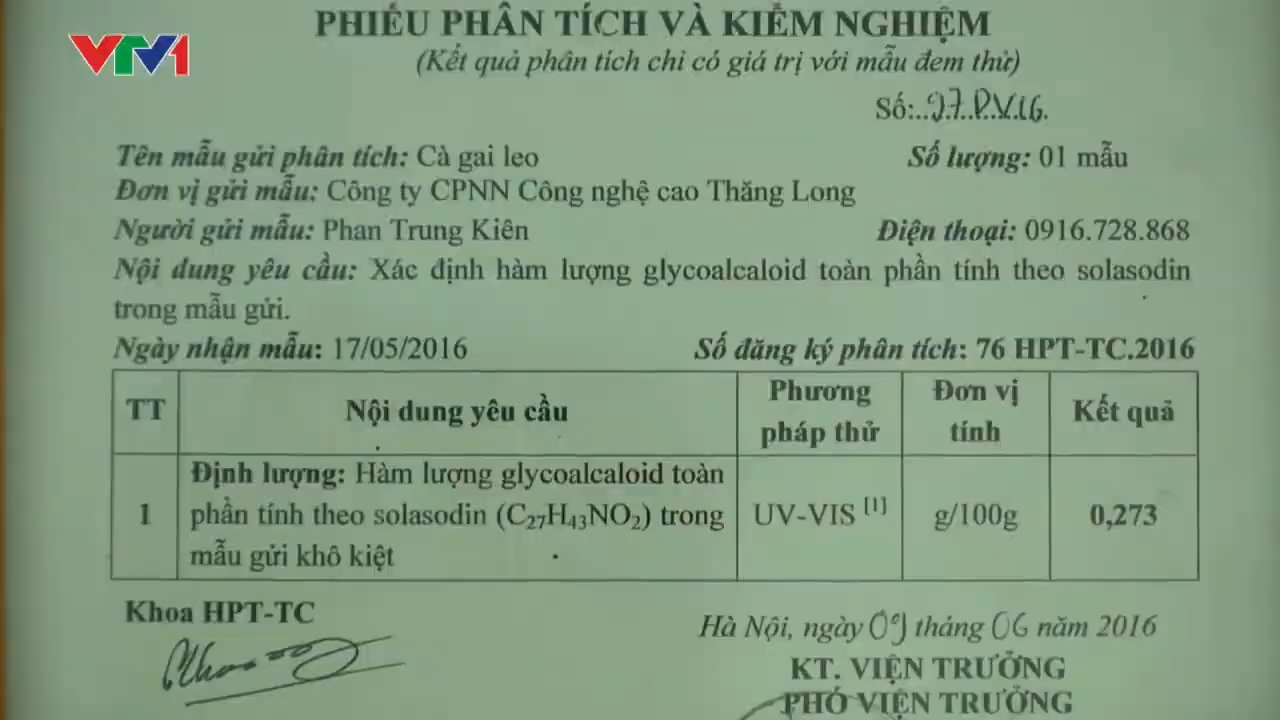 VTV1
PHIẾU PHÂN TÍCH VÀ KIỂM NGHIỆM
(Kết quả phân tích chỉ có giá trị với mẫu đem thử)
Số:..97.P.V.16.
Tên mẫu gửi phân tích: Cà gai leo Số lượng: 01 mẫu
Đơn vị gửi mẫu: Công ty CPNN Công nghệ cao Thăng Long
Người gửi mẫu: Phan Trung Kiên Điện thoại: 0916.728.868
Nội dung yêu cầu: Xác định hàm lượng glycoalcaloid toàn phần tính theo solasodin
trong mẫu gửi.
Ngày nhận mẫu: 17/05/2016 Số đăng ký phân tích: 76 HPT-TC.2016
TT Nội dung yêu cầu Phương pháp thử Đơn vị tính Kết quả
1 Định lượng: Hàm lượng glycoalcaloid toàn
phần tính theo solasodin (C₂₇H₄₃NO₂) trong UV-VIS [1] g/100g 0,273
mẫu gửi khô kiệt
Khoa HPT-TC
Hà Nội, ngày 09 tháng 06 năm 2016
KT. VIỆN TRƯỞNG
PHÓ VIỆN TRƯỞNG